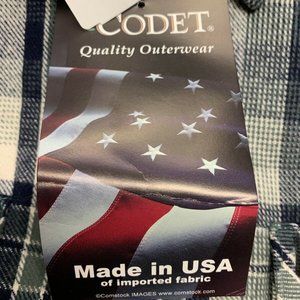 CODET®
Quality Outerwear
Made in USA
of imported fabric
©Comstock IMAGES www.comstock.com